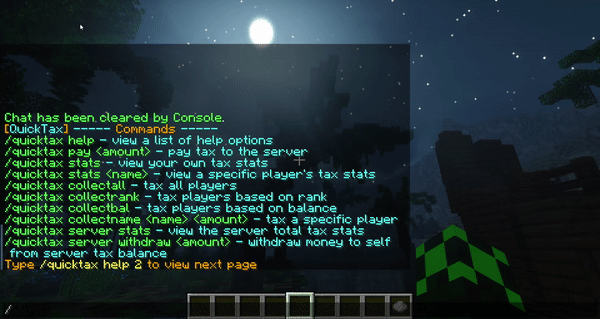 Chat has been cleared by Console.
[QuickTax] ----- Commands -----
/quicktax help - view a list of help options
/quicktax pay <amount> - pay tax to the server
/quicktax stats - view your own tax stats
/quicktax stats <name> - view a specific player's tax stats
/quicktax collectall - tax all players
/quicktax collectrank - tax players based on rank
/quicktax collectbal - tax players based on balance
/quicktax collectname <name> <amount> - tax a specific player
/quicktax server stats - view the server total tax stats
/quicktax server withdraw <amount> - withdraw money to self
from server tax balance
Type /quicktax help 2 to view next page
/